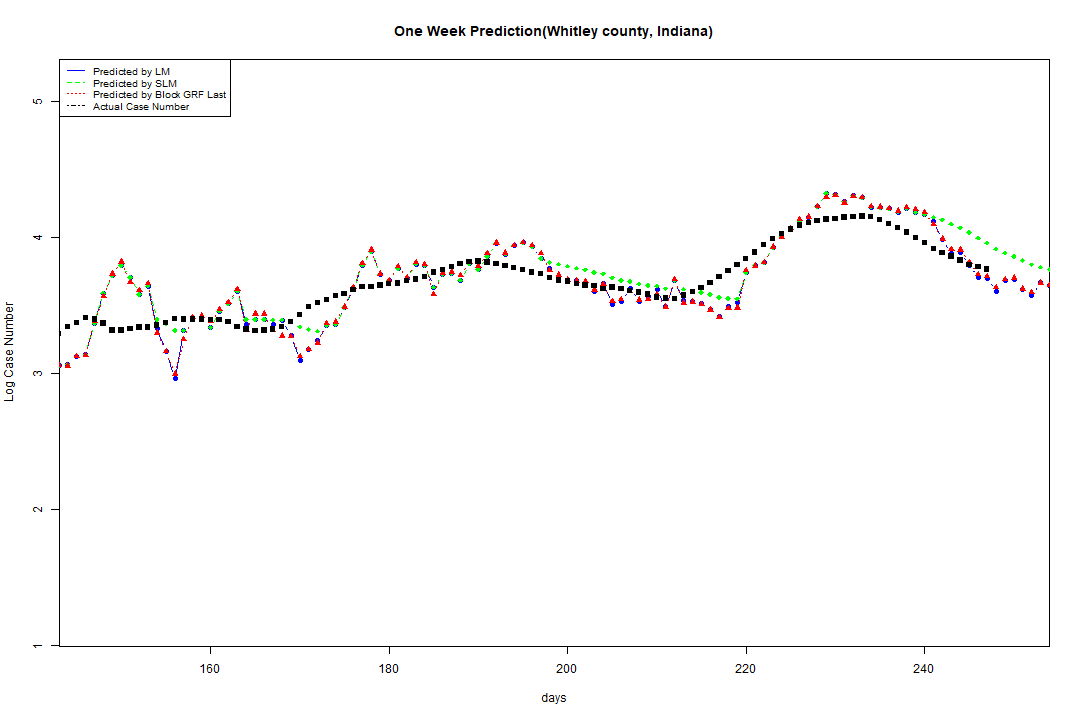 One Week Prediction(Whitley county, Indiana)
Predicted by LM
Predicted by SLM
Predicted by Block GRF Last
Actual Case Number
5
4
3
2
1
Log Case Number
160 180 200 220 240
days